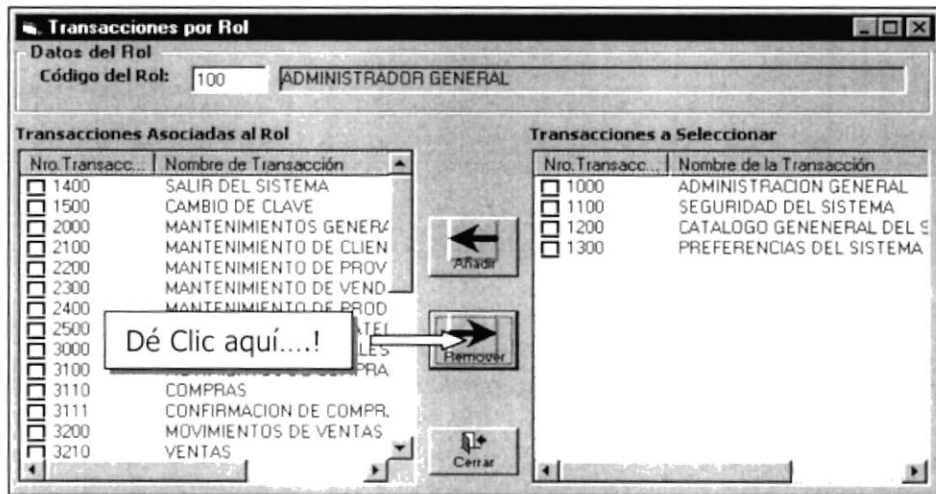 Transacciones por Rol
Datos del Rol
Código del Rol: 100 ADMINISTRADOR GENERAL
Transacciones Asociadas al Rol
Nro.Transacc... Nombre de Transacción
1400 SALIR DEL SISTEMA
1500 CAMBIO DE CLAVE
2000 MANTENIMIENTOS GENERA
2100 MANTENIMIENTO DE CLIEN
2200 MANTENIMIENTO DE PROV
2300 MANTENIMIENTO DE VEND
2400 MANTENIMIENTO DE PROD
2500
3000 LES
3100
3110 COMPRAS
3111 CONFIRMACION DE COMPR
3200 MOVIMIENTOS DE VENTAS
3210 VENTAS
Añadir
Dé Clic aquí....!
Remover
Cerrar
Transacciones a Seleccionar
Nro.Transacc... Nombre de la Transacción
1000 ADMINISTRACION GENERAL
1100 SEGURIDAD DEL SISTEMA
1200 CATALOGO GENENERAL DEL S
1300 PREFERENCIAS DEL SISTEMA